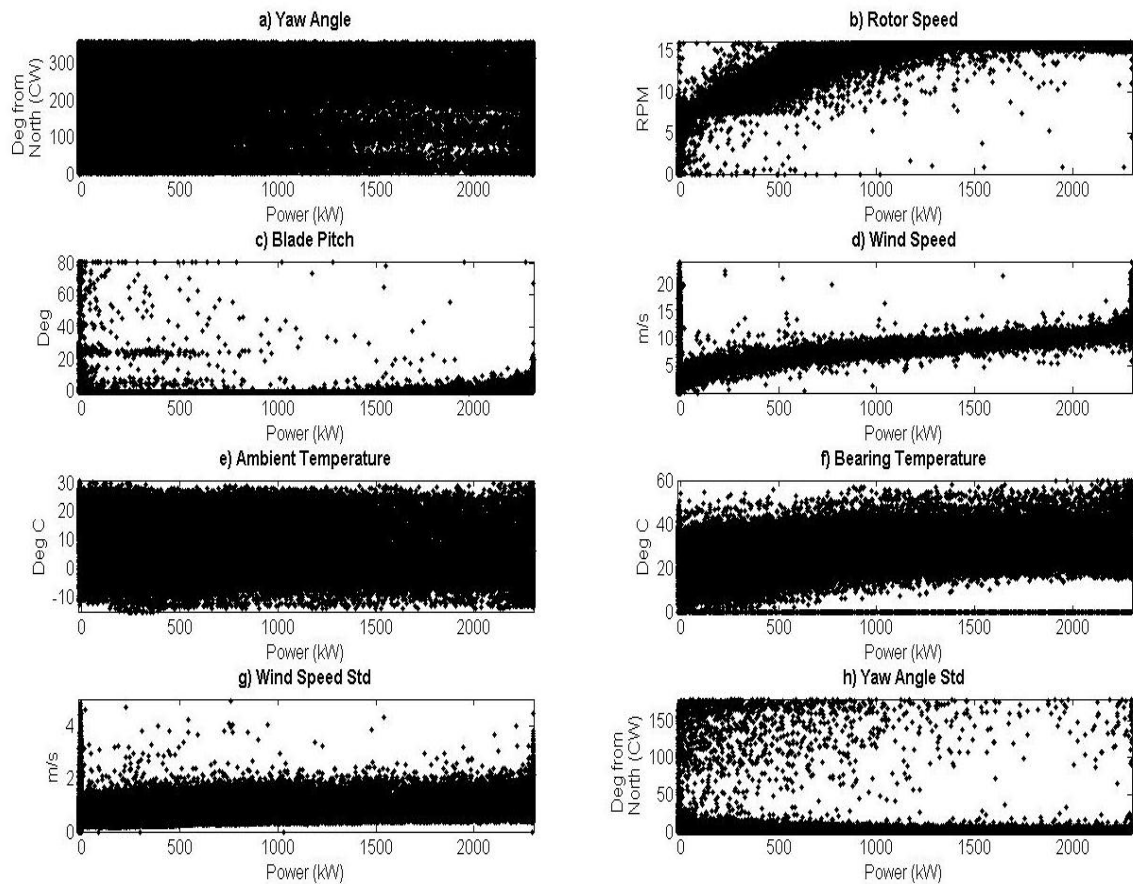 a) Yaw Angle
Deg from
North (CW)
300
200
100
0
0 500 1000 1500 2000
Power (kW)
b) Rotor Speed
RPM
15
10
5
0
0 500 1000 1500 2000
Power (kW)
c) Blade Pitch
Deg
80
60
40
20
0
0 500 1000 1500 2000
Power (kW)
d) Wind Speed
m/s
20
15
10
5
0 500 1000 1500 2000
Power (kW)
e) Ambient Temperature
Deg C
30
20
10
0
-10
0 500 1000 1500 2000
Power (kW)
f) Bearing Temperature
Deg C
60
40
20
0
0 500 1000 1500 2000
Power (kW)
g) Wind Speed Std
m/s
4
2
0
0 500 1000 1500 2000
Power (kW)
h) Yaw Angle Std
Deg from
North (CW)
150
100
50
0
0 500 1000 1500 2000
Power (kW)